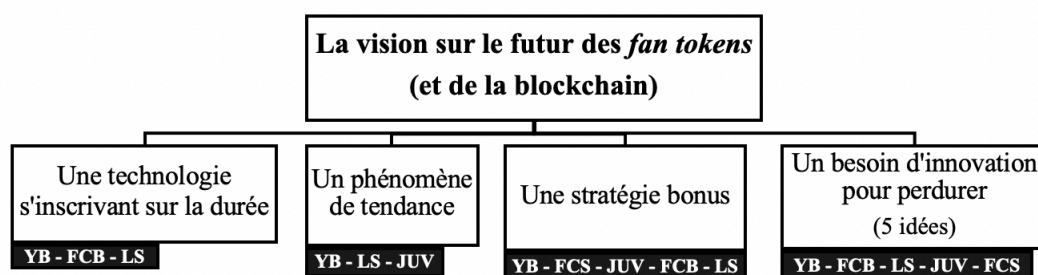 La vision sur le futur des fan tokens
(et de la blockchain)
Une technologie
s'inscrivant sur la durée
YB - FCB - LS
Un phénomène
de tendance
YB - LS - JUV
Une stratégie bonus
YB - FCS - JUV - FCB - LS
Un besoin d'innovation
pour perdurer
(5 idées)
YB - FCB - LS - JUV - FCS